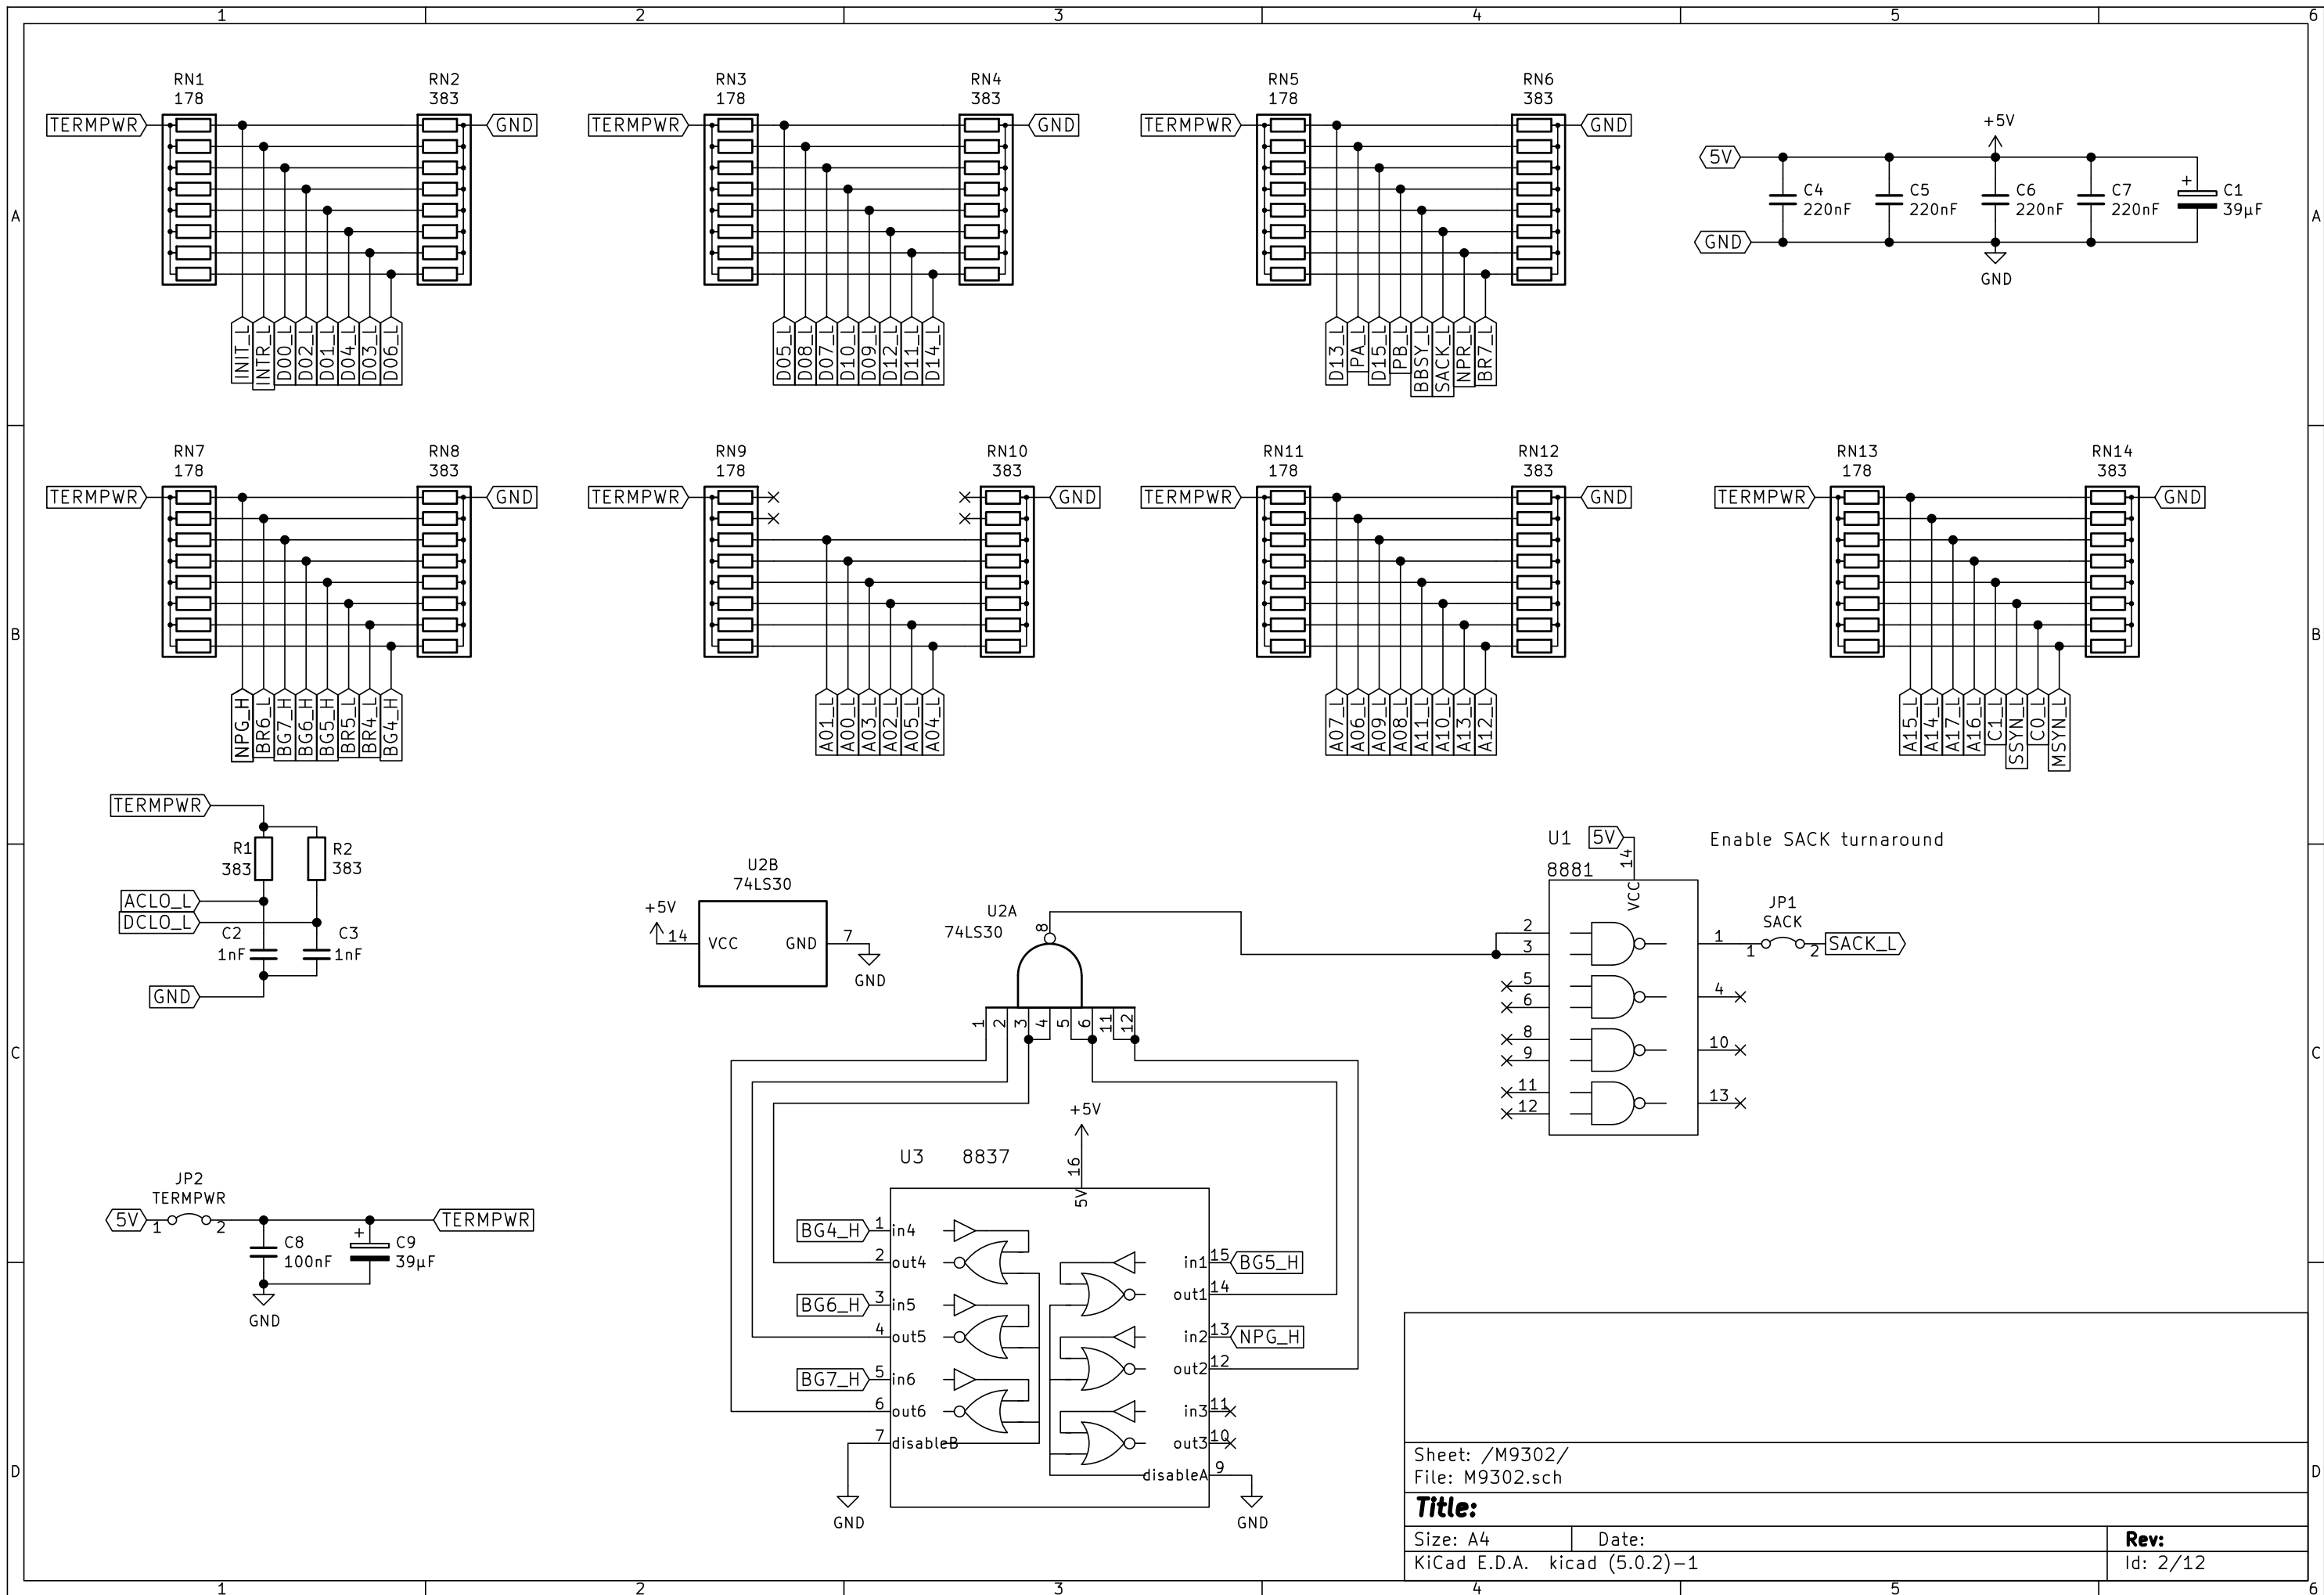 1 2 3 4 5 6
RN1 RN2 RN3 RN4 RN5 RN6
178 383 178 383 178 383
TERMPWR GND TERMPWR GND TERMPWR GND
+5V
5V
C4 C5 C6 C7 + C1
220nF 220nF 220nF 220nF 39µF
A A
GND
GND
INIT_L INTR_L D00_L D02_L D01_L D04_L D03_L D06_L
D05_L D08_L D07_L D10_L D09_L D12_L D11_L D14_L
D13_L PA_L D15_L PB_L BBSY_L SACK_L NPR_L BR7_L
RN7 RN8 RN9 RN10 RN11 RN12 RN13 RN14
178 383 178 383 178 383 178 383
TERMPWR GND TERMPWR GND TERMPWR GND TERMPWR GND
B B
NPG_H BR6_L BG7_H BG6_H BG5_H BR5_L BR4_L BG4_H
A01_L A00_L A03_L A02_L A05_L A04_L
A07_L A06_L A09_L A08_L A11_L A10_L A13_L A12_L
A15_L A14_L A17_L A16_L C1_L SSYN_L C0_L MSYN_L
TERMPWR
R1 R2
383 383
ACLO_L
DCLO_L
C2 C3
1nF 1nF
GND
U2B
74LS30
+5V
14 VCC GND 7
GND
U2A
74LS30
8
1 2 3 4 5 6 11 12
U1 5V Enable SACK turnaround
8881
14
VCC
JP1
SACK
2
3
1 1 2 SACK_L
5
6
4
8
9
10
11
12
13
C C
JP2
TERMPWR
5V 1 2 TERMPWR
C8 + C9
100nF 39µF
GND
+5V
U3 8837
16
5V
BG4_H 1 in4
2 out4
BG6_H 3 in5
4 out5
BG7_H 5 in6
6 out6
7 disableB
in1 15 BG5_H
out1 14
in2 13 NPG_H
out2 12
in3 11
out3 10
disableA 9
GND GND
D D
Sheet: /M9302/
File: M9302.sch
Title:
Size: A4 Date: Rev:
KiCad E.D.A. kicad (5.0.2)-1 Id: 2/12
1 2 3 4 5 6